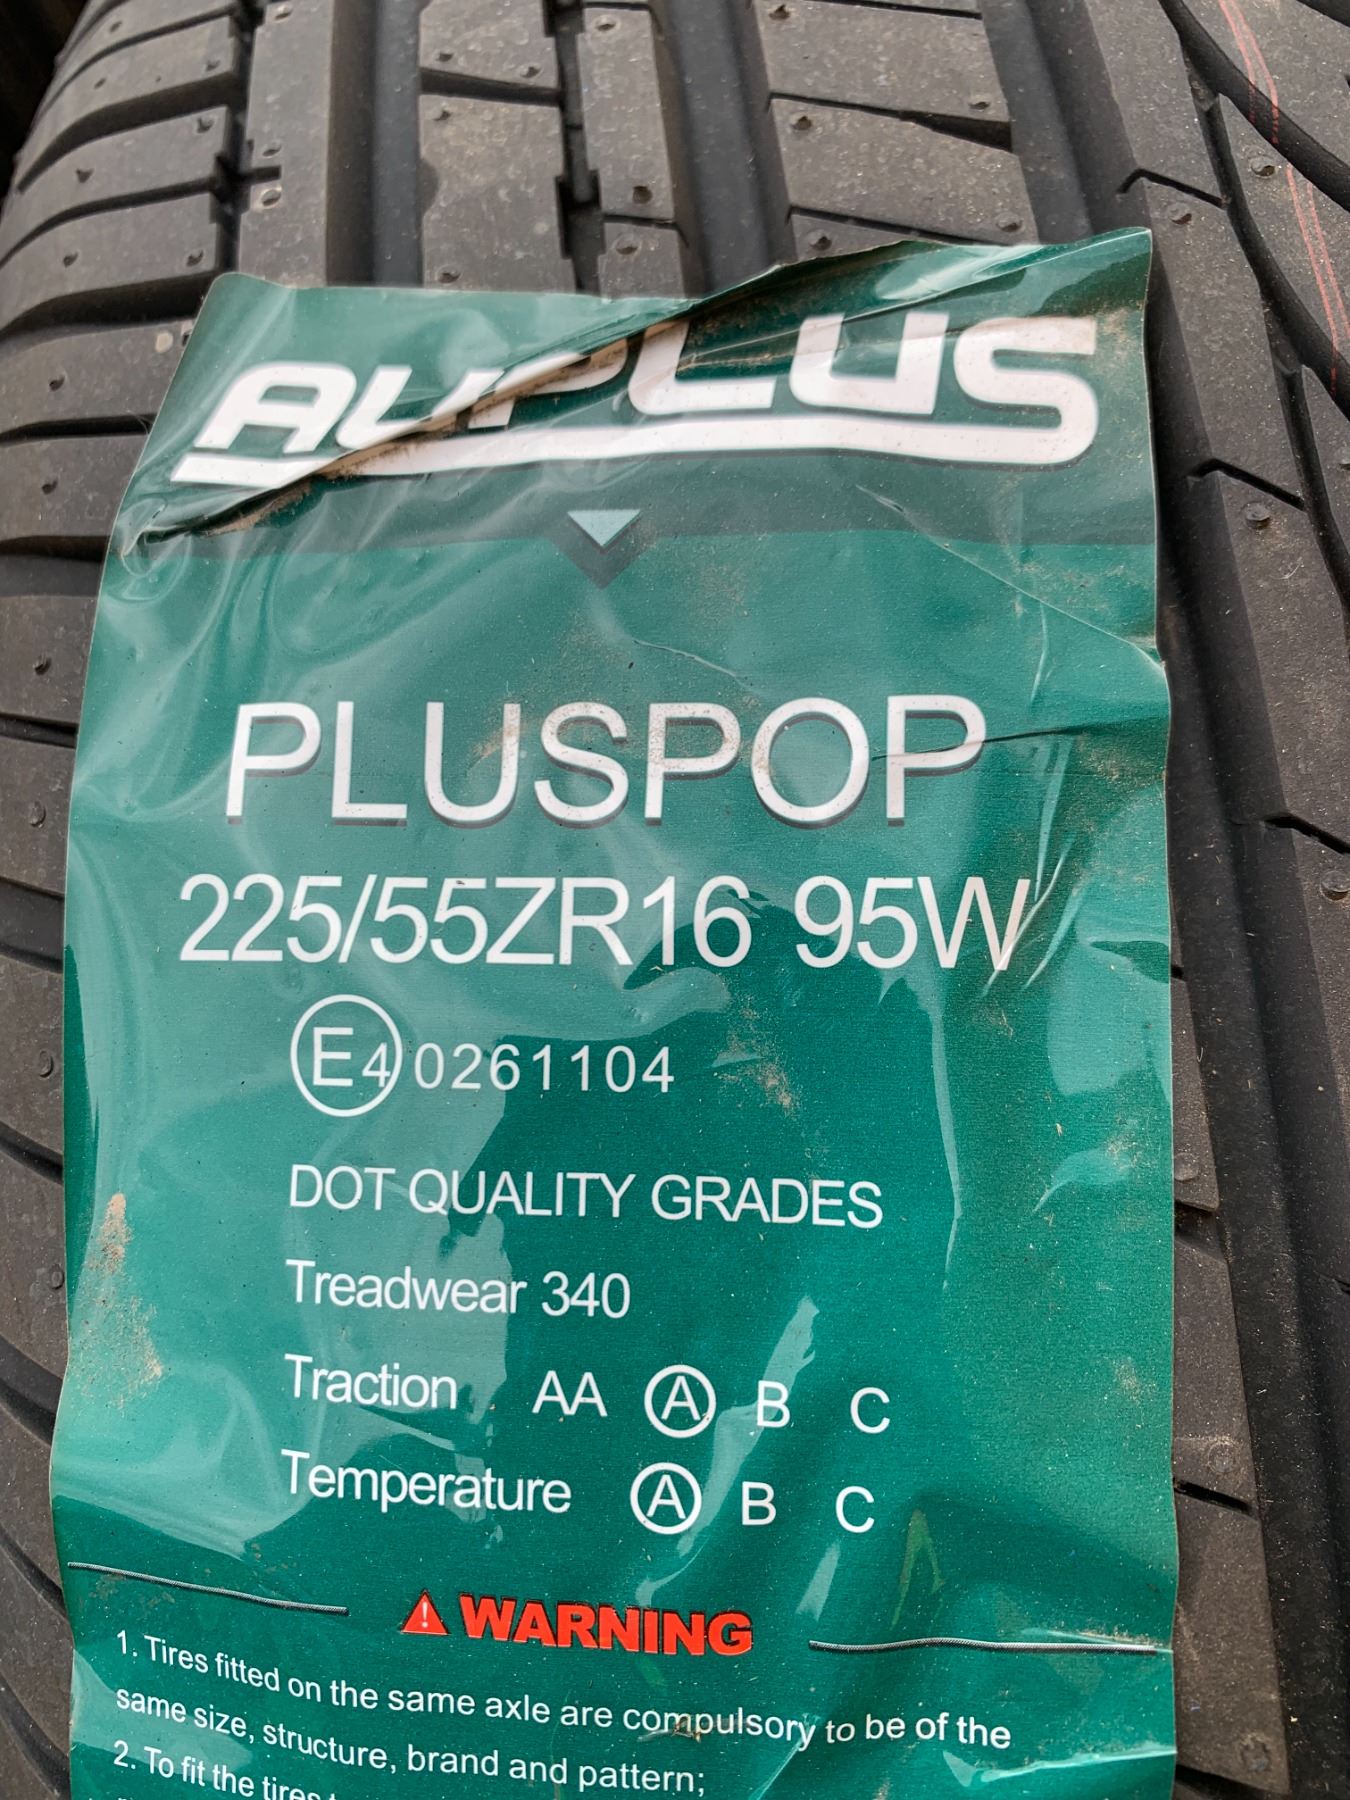 AUPLUS
PLUSPOP
225/55ZR16 95W
E4 0261104
DOT QUALITY GRADES
Treadwear 340
Traction AA A B C
Temperature A B C
WARNING
1. Tires fitted on the same axle are compulsory to be of the
same size, structure, brand and pattern;
2. To fit the tires